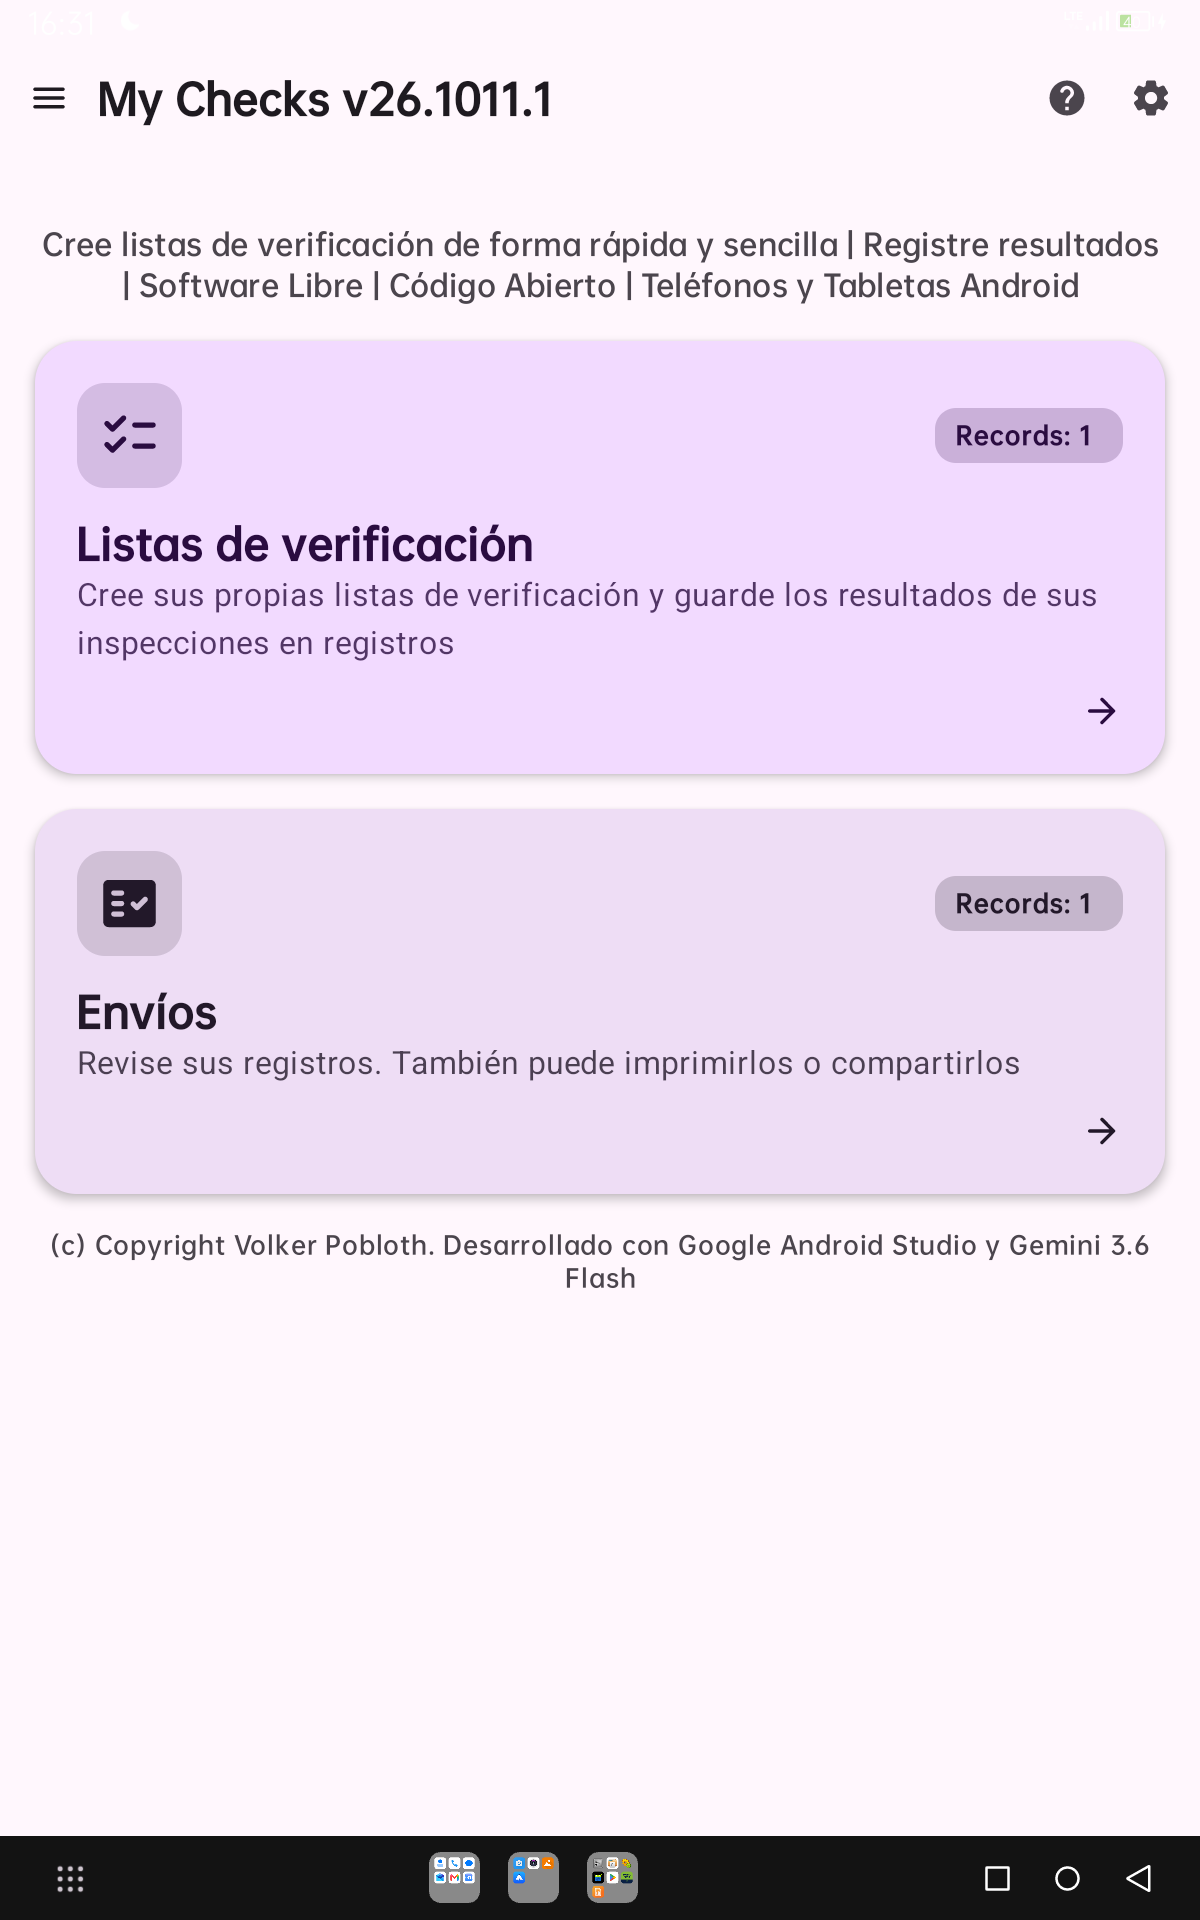 16:31
My Checks v26.1011.1
Cree listas de verificación de forma rápida y sencilla | Registre resultados
| Software Libre | Código Abierto | Teléfonos y Tabletas Android
Records: 1
Listas de verificación
Cree sus propias listas de verificación y guarde los resultados de sus
inspecciones en registros
Records: 1
Envíos
Revise sus registros. También puede imprimirlos o compartirlos
(c) Copyright Volker Pobloth. Desarrollado con Google Android Studio y Gemini 3.6
Flash